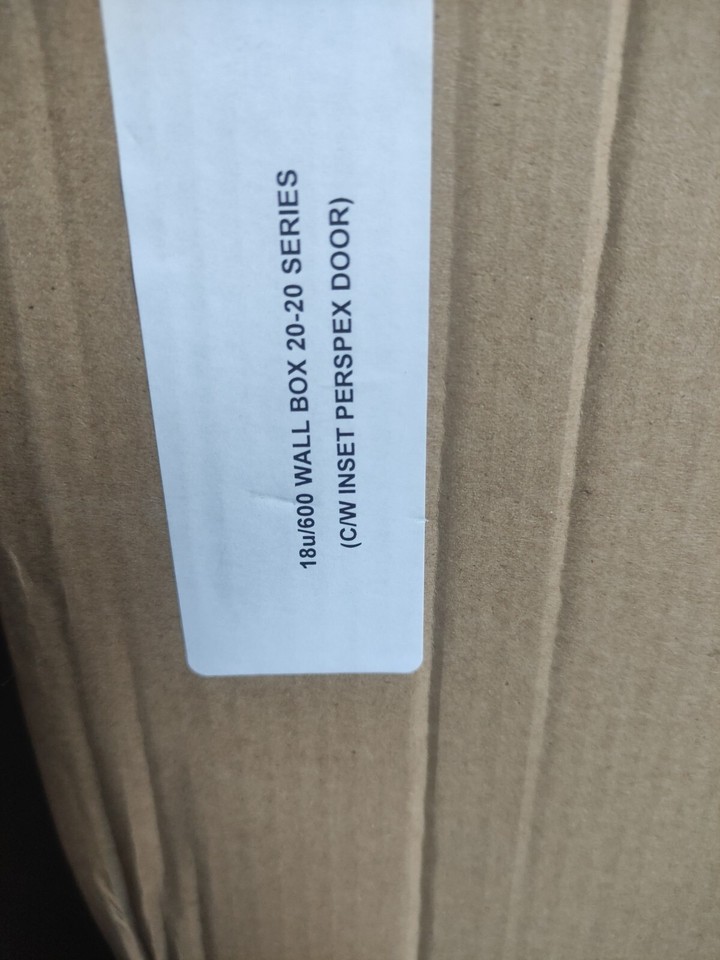 18u/600 WALL BOX 20-20 SERIES
(C/W INSET PERSPEX DOOR)